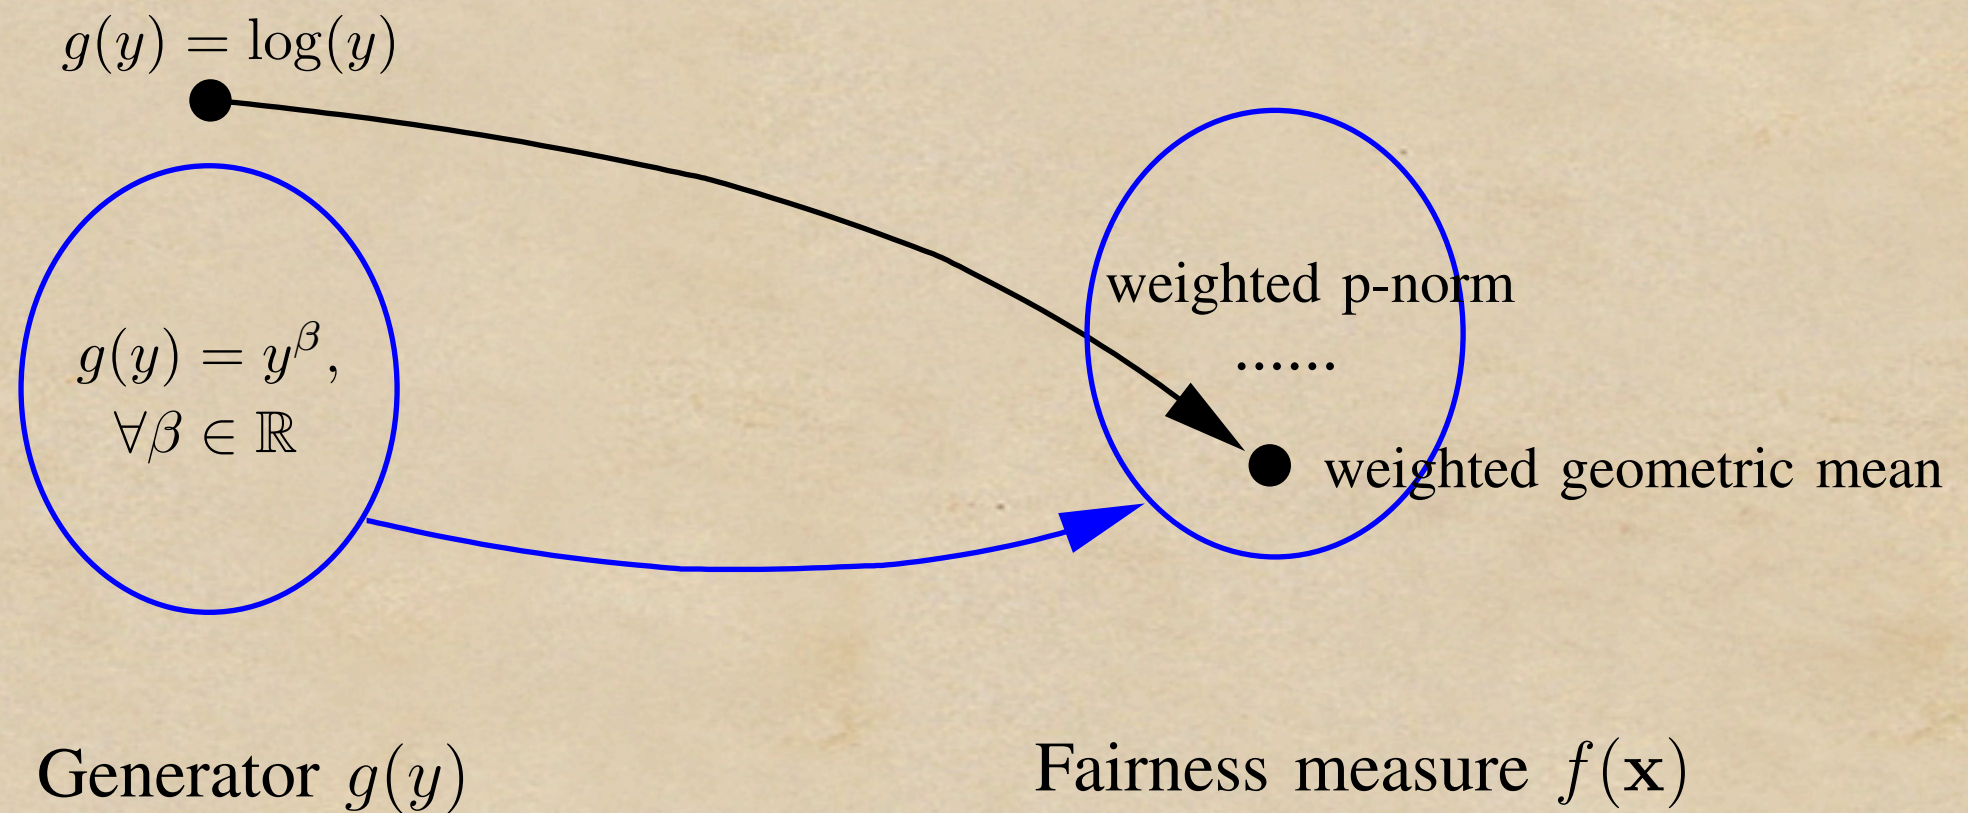 g(y) = log(y)
g(y) = y^β,
∀β ∈ ℝ
weighted p-norm
......
weighted geometric mean
Generator g(y)
Fairness measure f(𝐱)